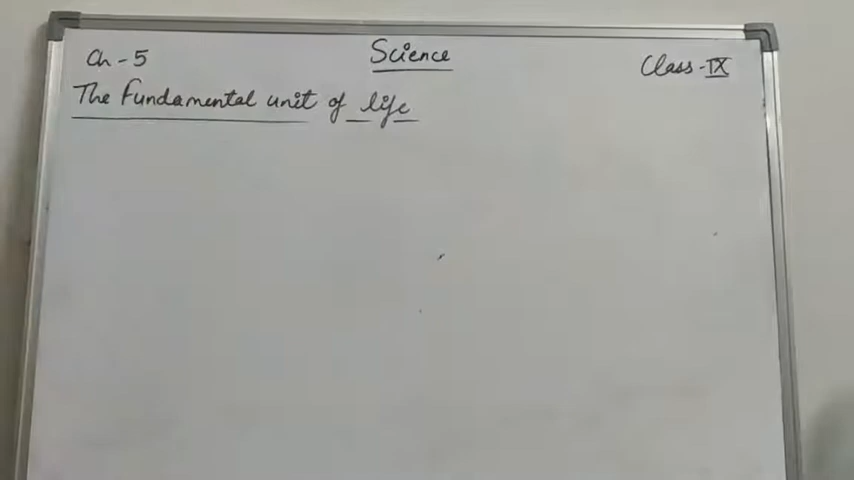 Ch - 5 Science Class - IX
The Fundamental unit of life